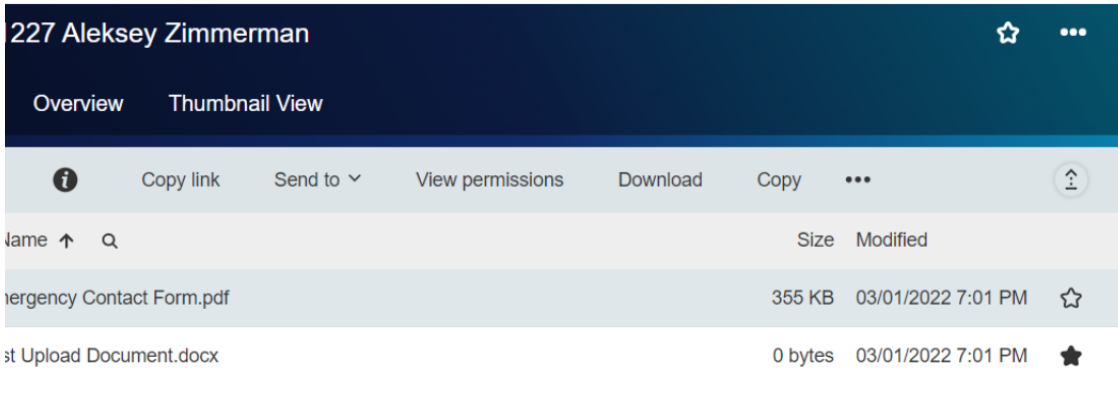 1227 Aleksey Zimmerman
Overview Thumbnail View
Copy link Send to View permissions Download Copy
Name Size Modified
mergency Contact Form.pdf 355 KB 03/01/2022 7:01 PM
st Upload Document.docx 0 bytes 03/01/2022 7:01 PM